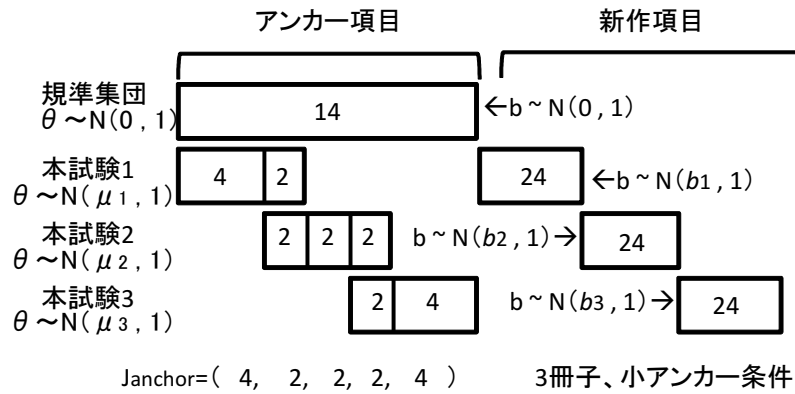 アンカー項目 新作項目
規準集団
θ～N(0 , 1) 14 ←b ~ N(0 , 1)
本試験1
θ～N(μ1 , 1) 4 2 24 ←b ~ N(b1 , 1)
本試験2
θ～N(μ2 , 1) 2 2 2 b ~ N(b2 , 1)→ 24
本試験3
θ～N(μ3 , 1) 2 4 b ~ N(b3 , 1)→ 24
Janchor=( 4, 2, 2, 2, 4 ) 3冊子、小アンカー条件